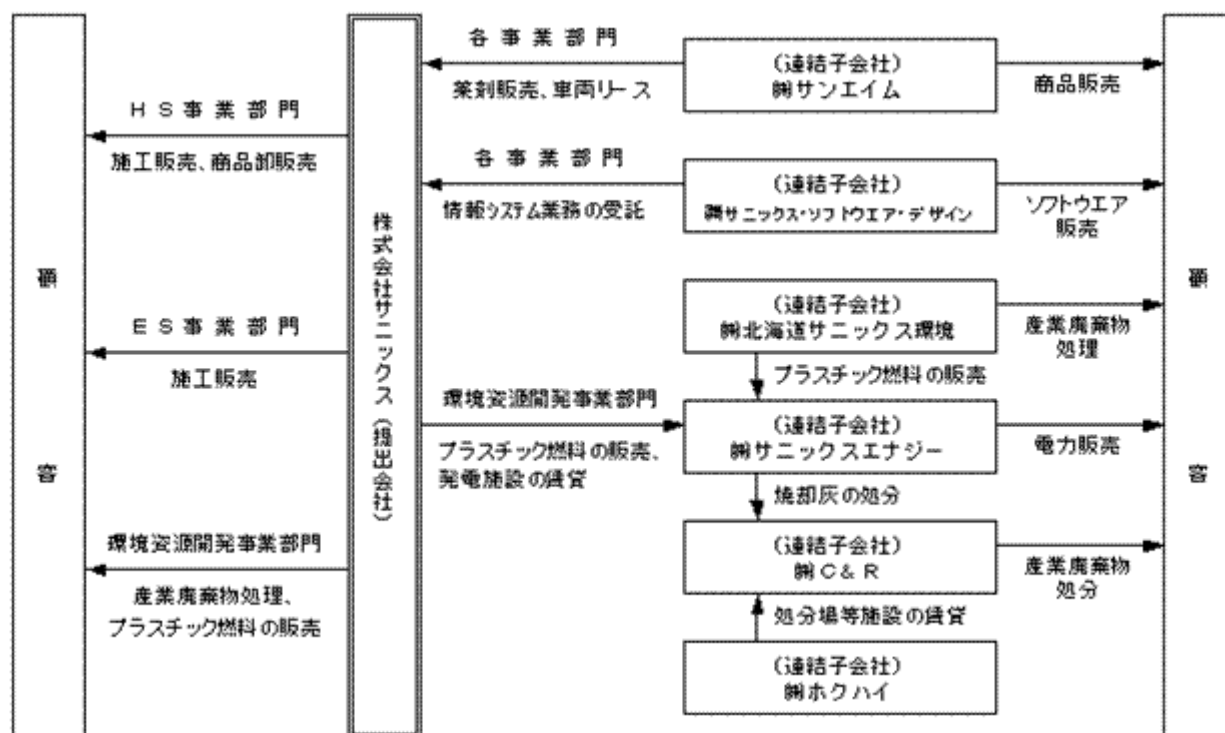 顧客
HS事業部門
施工販売、商品卸販売
ES事業部門
施工販売
環境資源開発事業部門
産業廃棄物処理、
プラスチック燃料の販売
株式会社サニックス(提出会社)
各事業部門
薬剤販売、車両リース
各事業部門
情報システム業務の受託
環境資源開発事業部門
プラスチック燃料の販売、
発電施設の賃貸
(連結子会社)
㈱サンエイム
(連結子会社)
㈱サニックス・ソフトウエア・デザイン
(連結子会社)
㈱北海道サニックス環境
プラスチック燃料の販売
(連結子会社)
㈱サニックスエナジー
焼却灰の処分
(連結子会社)
㈱C&R
処分場等施設の賃貸
(連結子会社)
㈱ホクハイ
商品販売
ソフトウエア
販売
産業廃棄物
処理
電力販売
産業廃棄物
処分
顧客